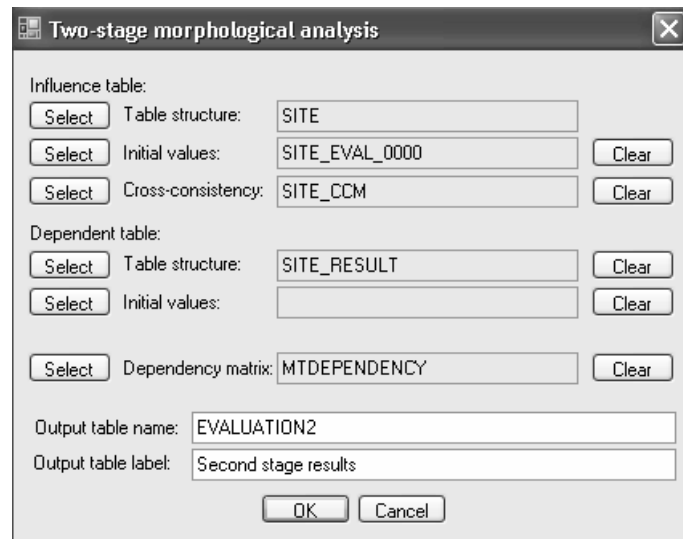 Two-stage morphological analysis
Influence table:
Select Table structure: SITE
Select Initial values: SITE_EVAL_0000 Clear
Select Cross-consistency: SITE_CCM Clear
Dependent table:
Select Table structure: SITE_RESULT Clear
Select Initial values: Clear
Select Dependency matrix: MTDEPENDENCY Clear
Output table name: EVALUATION2
Output table label: Second stage results
OK Cancel